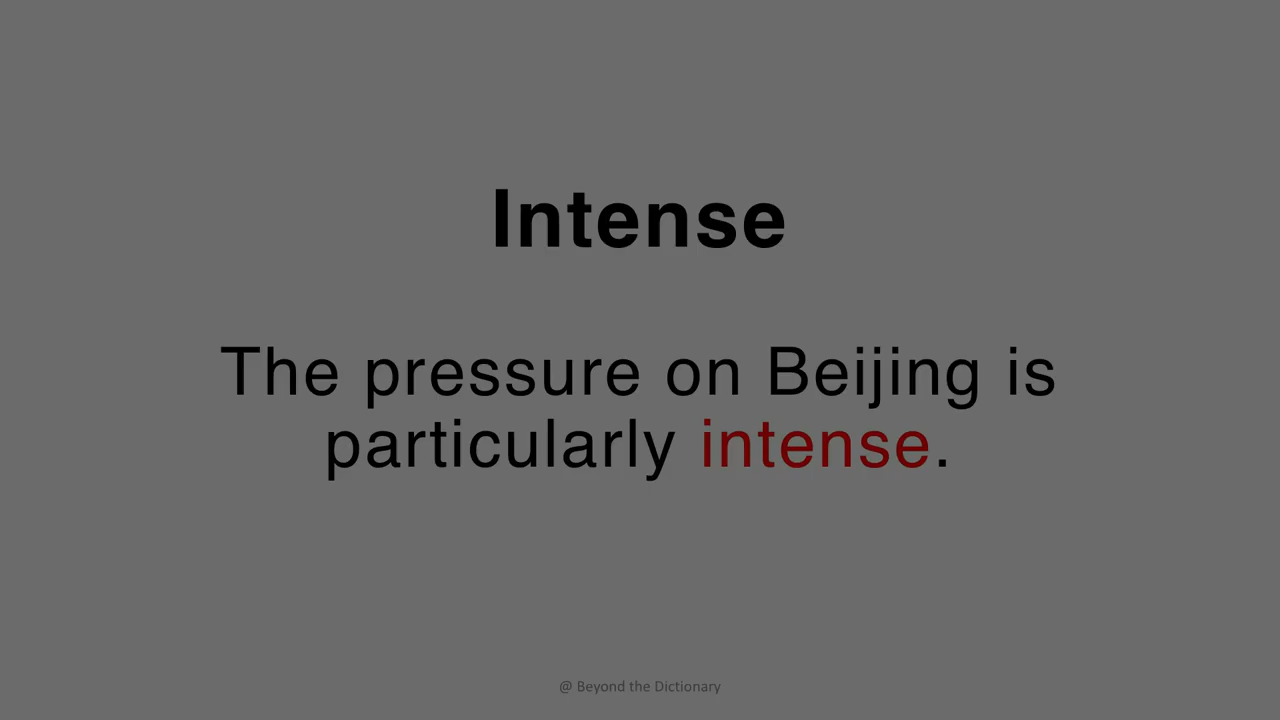 Intense
The pressure on Beijing is
particularly intense.
@ Beyond the Dictionary